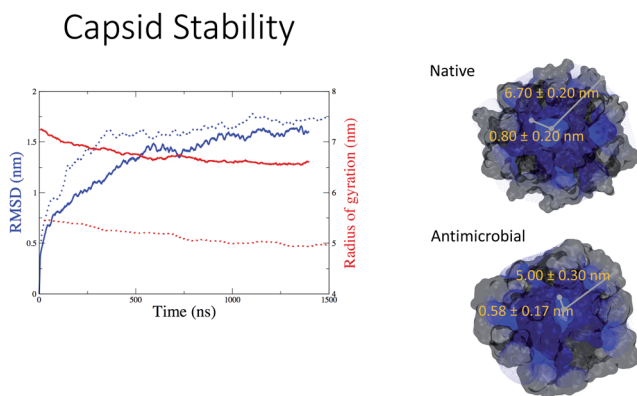 Capsid Stability
2
1.5
1
0.5
0
RMSD (nm)
8
7
6
5
4
Radius of gyration (nm)
0
500
1000
1500
Time (ns)
Native
6.70 ± 0.20 nm
0.80 ± 0.20 nm
Antimicrobial
5.00 ± 0.30 nm
0.58 ± 0.17 nm